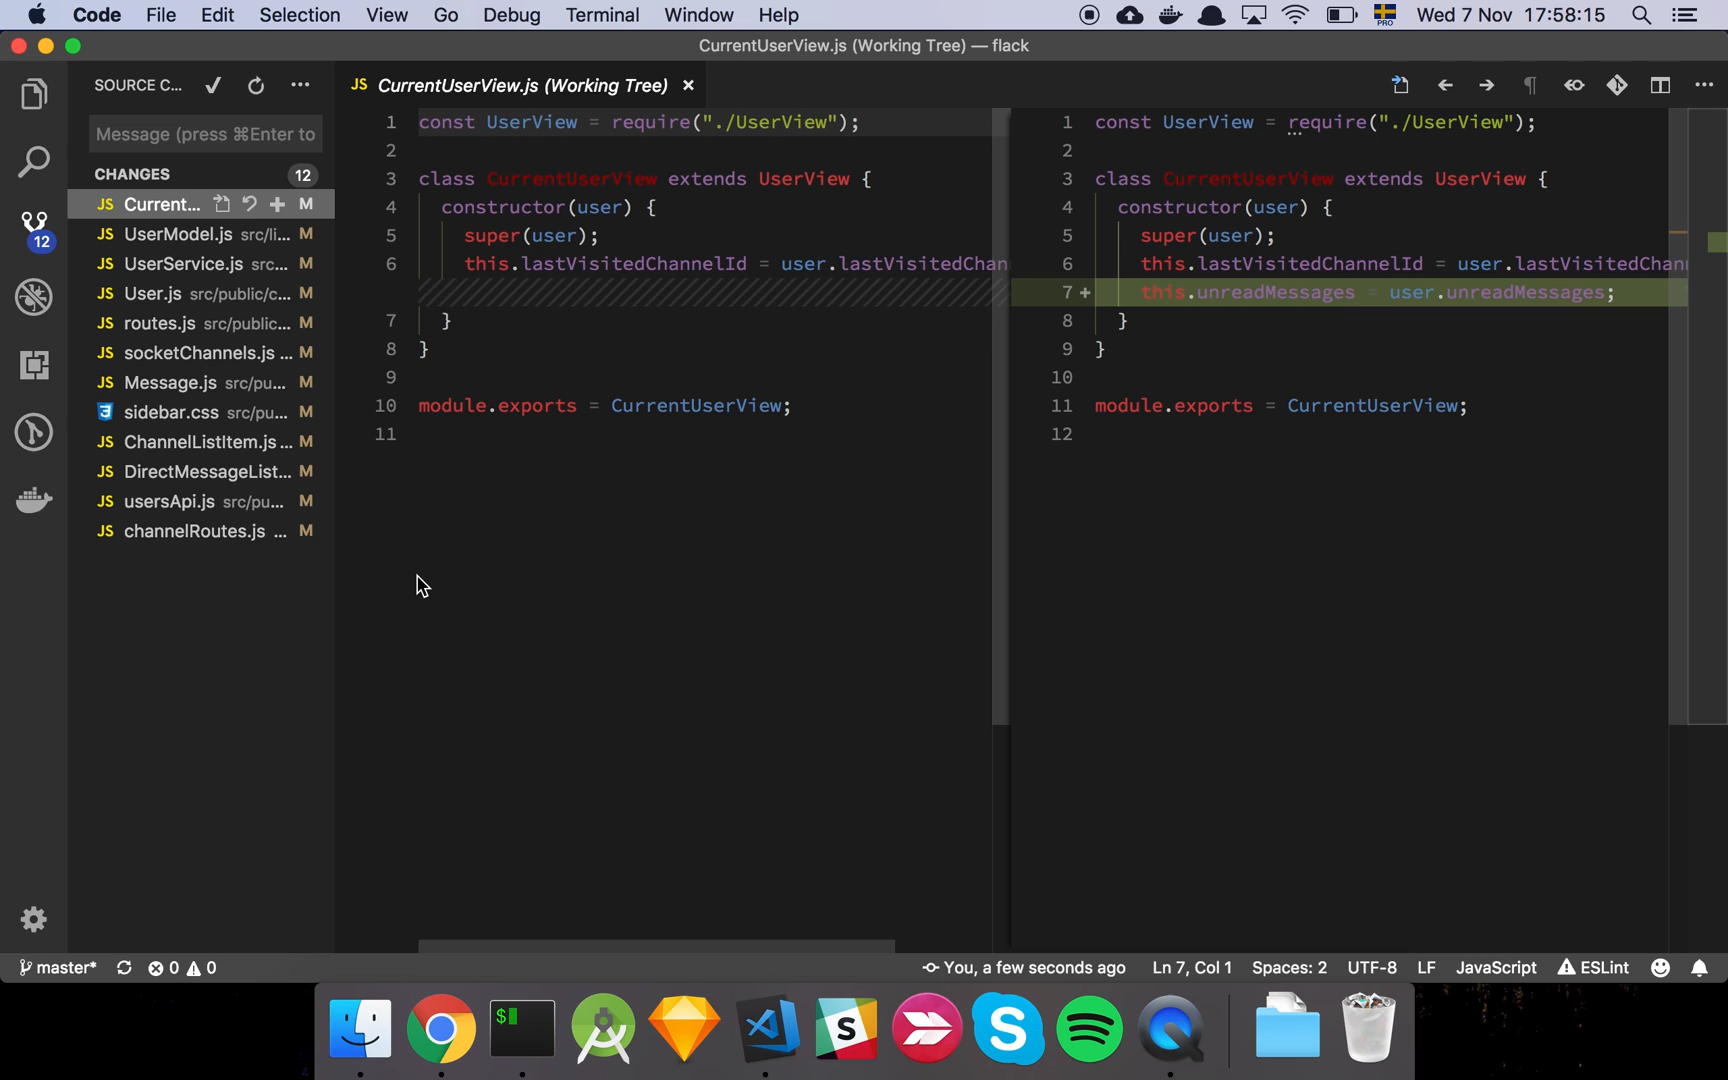 Code File Edit Selection View Go Debug Terminal Window Help PRO Wed 7 Nov 17:58:15
CurrentUserView.js (Working Tree) — flack
SOURCE C...
JS CurrentUserView.js (Working Tree) ×
Message (press ⌘Enter to
CHANGES 12
12
JS Current... M
JS UserModel.js src/li... M
JS UserService.js src... M
JS User.js src/public/c... M
JS routes.js src/public... M
JS socketChannels.js ... M
JS Message.js src/pu... M
3 sidebar.css src/pu... M
JS ChannelListItem.js ... M
JS DirectMessageList... M
JS usersApi.js src/pu... M
JS channelRoutes.js ... M
1 const UserView = require("./UserView");
2
3 class CurrentUserView extends UserView {
4 constructor(user) {
5 super(user);
6 this.lastVisitedChannelId = user.lastVisitedChan
7 }
8 }
9
10 module.exports = CurrentUserView;
11
1 const UserView = require("./UserView");
2
3 class CurrentUserView extends UserView {
4 constructor(user) {
5 super(user);
6 this.lastVisitedChannelId = user.lastVisitedChan
7 + this.unreadMessages = user.unreadMessages;
8 }
9 }
10
11 module.exports = CurrentUserView;
12
master* 0 0 You, a few seconds ago Ln 7, Col 1 Spaces: 2 UTF-8 LF JavaScript ESLint
$ S S